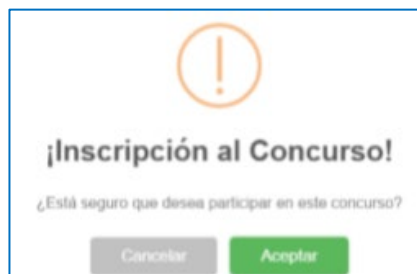 ¡Inscripción al Concurso!
¿Está seguro que desea participar en este concurso?
Cancelar Aceptar